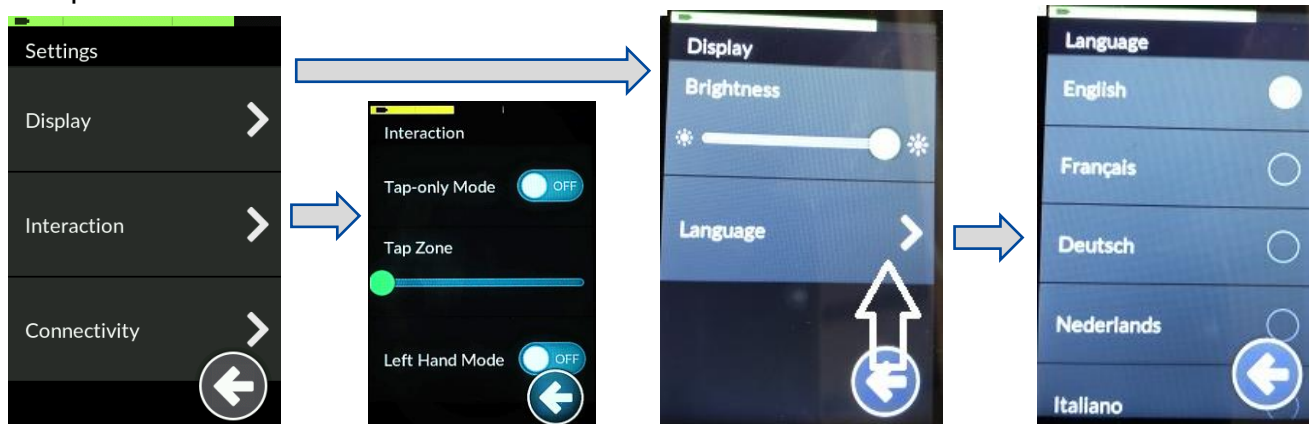 Settings
Display
Interaction
Connectivity
Interaction
Tap-only Mode OFF
Tap Zone
Left Hand Mode OFF
Display
Brightness
Language
Language
English
Français
Deutsch
Nederlands
Italiano